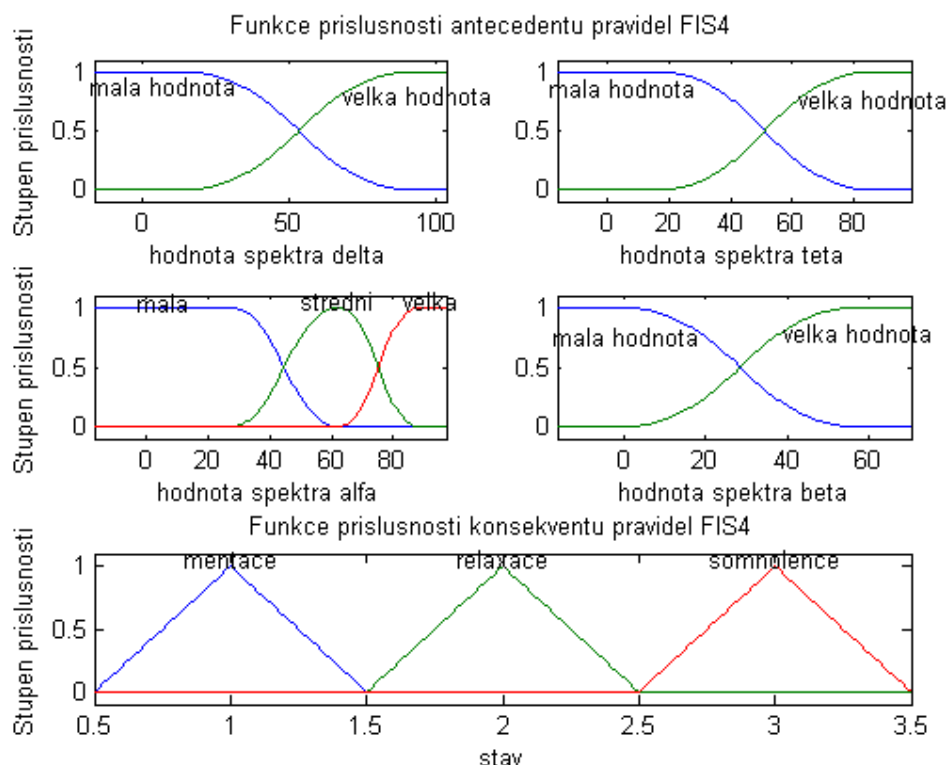 Funkce prislusnosti antecedentu pravidel FIS4
Stupen prislusnosti
1
0.5
0
mala hodnota
velka hodnota
0 50 100
hodnota spektra delta
1
0.5
0
mala hodnota
velka hodnota
0 20 40 60 80
hodnota spektra teta
Stupen prislusnosti
1
0.5
0
mala stredni velka
0 20 40 60 80
hodnota spektra alfa
1
0.5
0
mala hodnota
velka hodnota
0 20 40 60
hodnota spektra beta
Funkce prislusnosti konsekventu pravidel FIS4
Stupen prislusnosti
1
0.5
0
mentace relaxace somnolence
0.5 1 1.5 2 2.5 3 3.5
stav